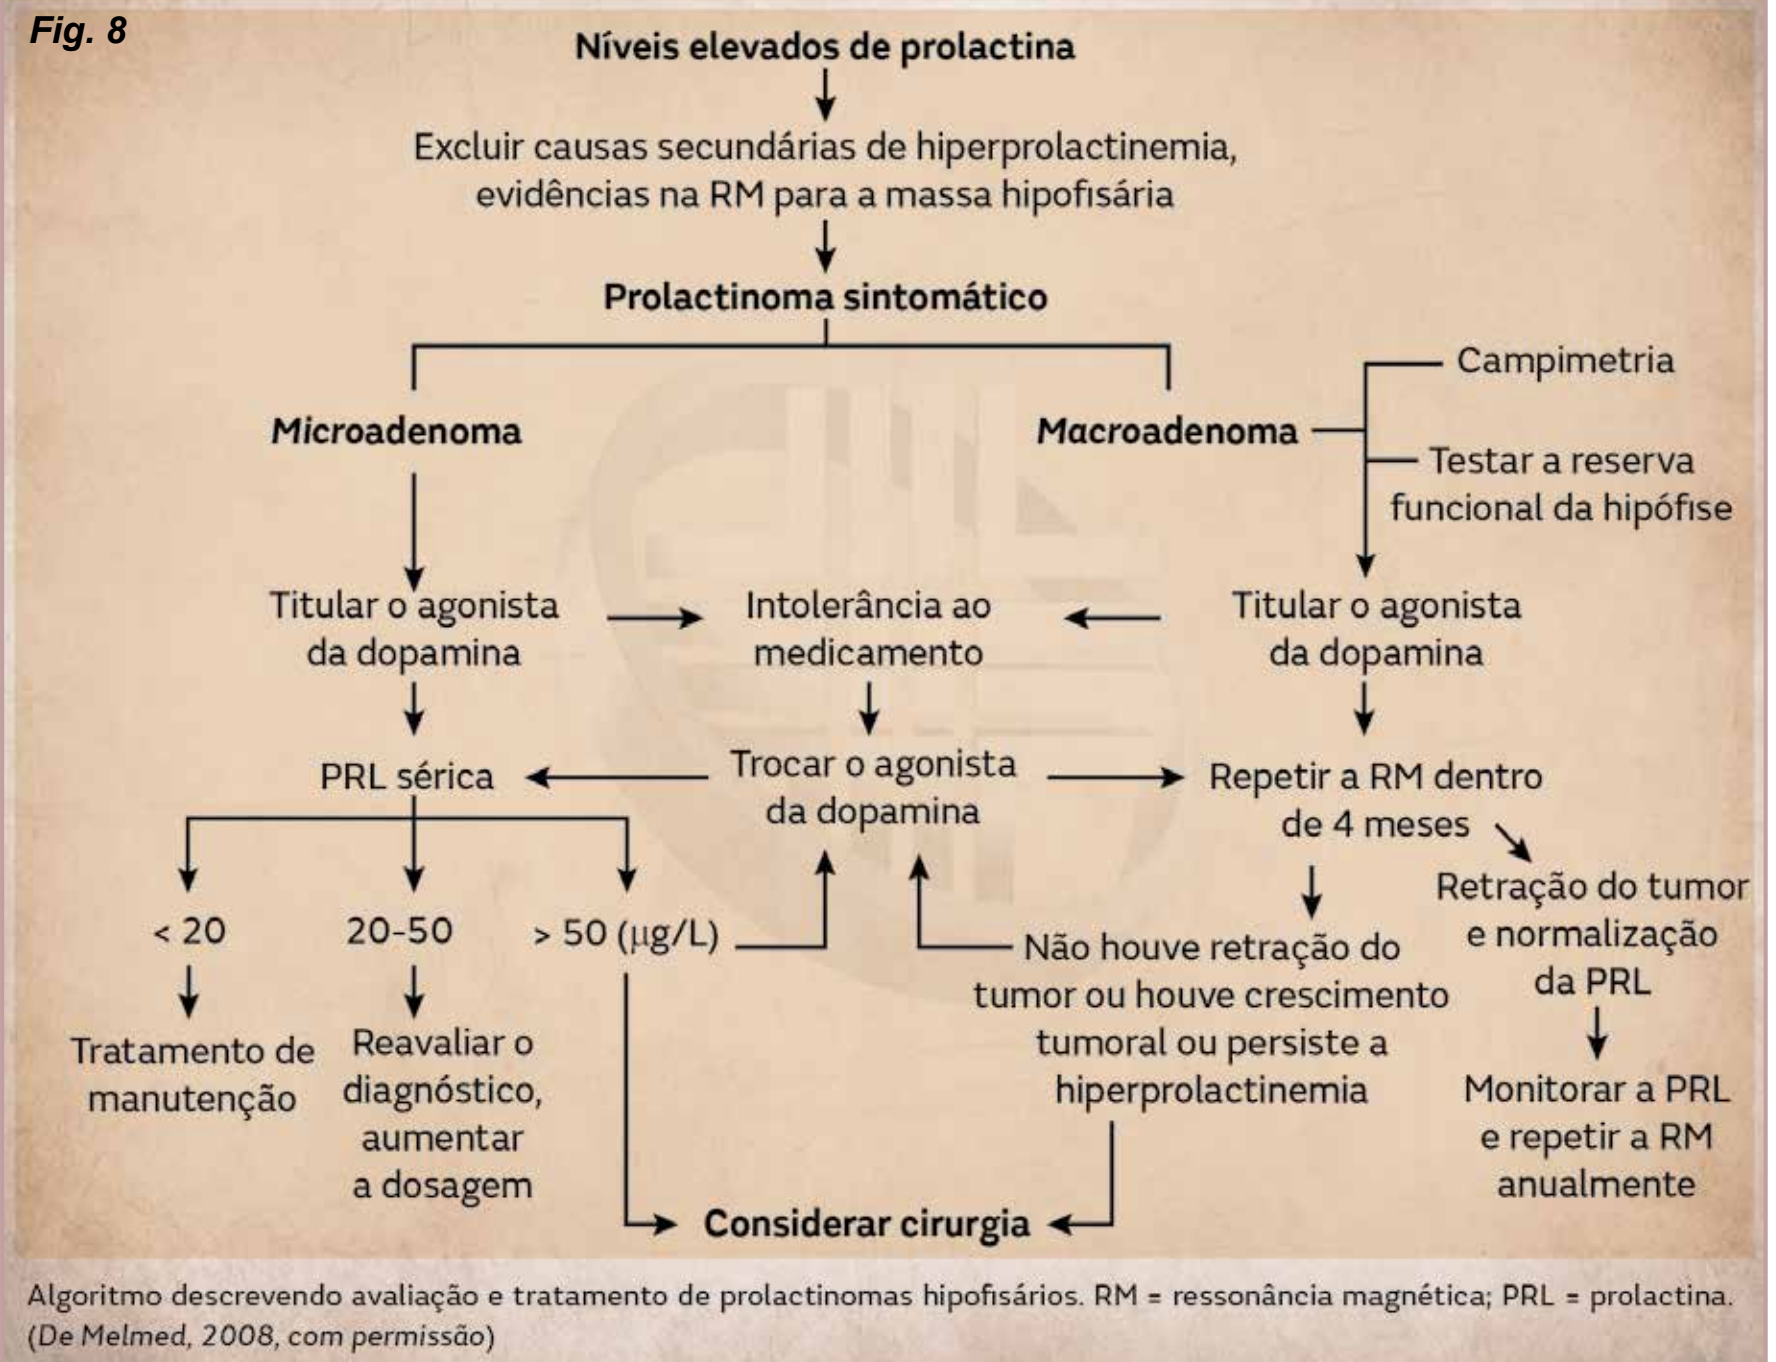 Fig. 8
Níveis elevados de prolactina
Excluir causas secundárias de hiperprolactinemia,
evidências na RM para a massa hipofisária
Prolactinoma sintomático
Microadenoma
Macroadenoma
Campimetria
Testar a reserva
funcional da hipófise
Titular o agonista
da dopamina
Intolerância ao
medicamento
Titular o agonista
da dopamina
PRL sérica
Trocar o agonista
da dopamina
Repetir a RM dentro
de 4 meses
< 20
20-50
> 50 (µg/L)
Não houve retração do
tumor ou houve crescimento
tumoral ou persiste a
hiperprolactinemia
Retração do tumor
e normalização
da PRL
Tratamento de
manutenção
Reavaliar o
diagnóstico,
aumentar
a dosagem
Monitorar a PRL
e repetir a RM
anualmente
Considerar cirurgia
Algoritmo descrevendo avaliação e tratamento de prolactinomas hipofisários. RM = ressonância magnética; PRL = prolactina.
(De Melmed, 2008, com permissão)